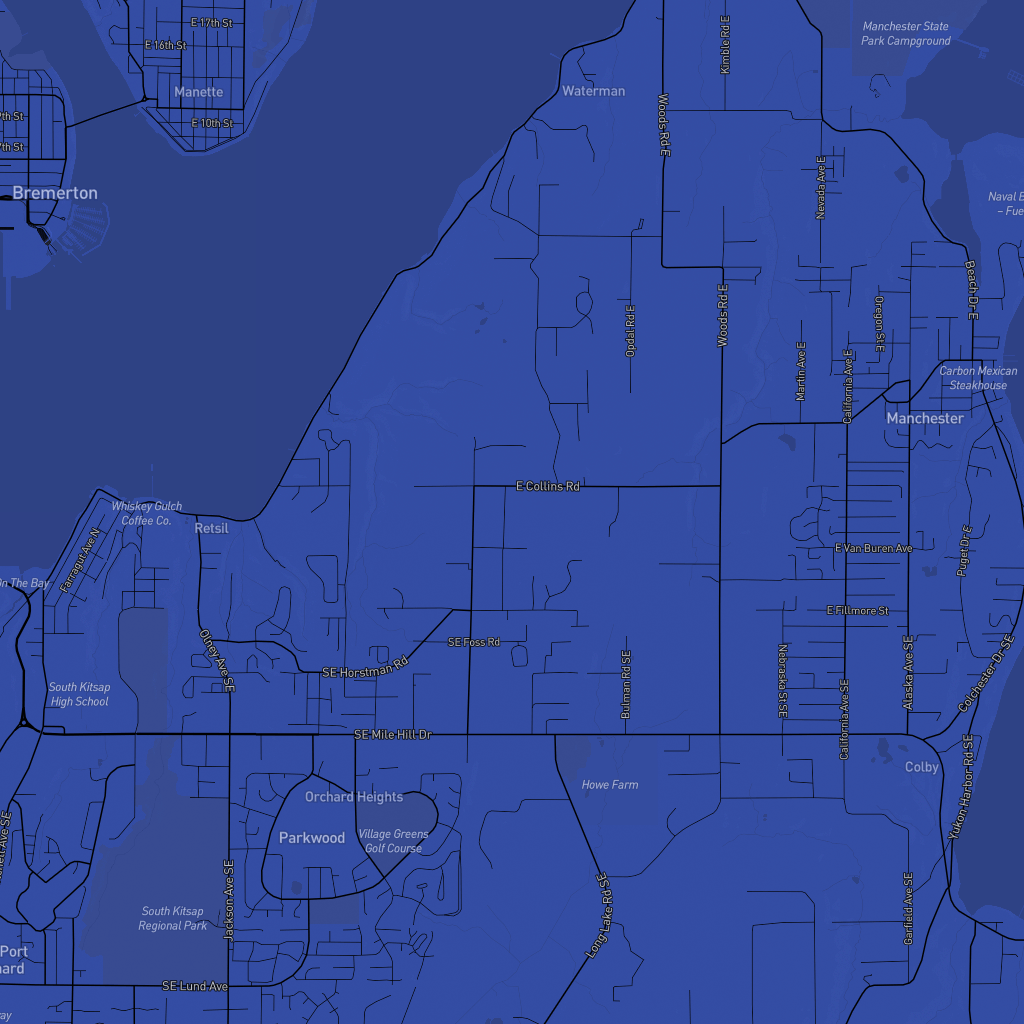 E 17th St
E 16th St
Manette
E 10th St
7th St
7th St
Bremerton
Waterman
Kimble Rd E
Woods Rd E
Manchester State
Park Campground
Nevada Ave E
Naval B
– Fue
Beach Dr E
Woods Rd E
Opdal Rd E
Oregon St E
Martin Ave E
California Ave E
Carbon Mexican
Steakhouse
Manchester
E Collins Rd
Whiskey Gulch
Coffee Co.
Retsil
Farragut Ave N
On The Bay
E Van Buren Ave
Puget Dr E
E Fillmore St
SE Foss Rd
Olney Ave SE
SE Horstman Rd
Bulman Rd SE
Nebraska St SE
Alaska Ave SE
California Ave SE
Colchester Dr SE
South Kitsap
High School
SE Mile Hill Dr
Colby
Yukon Harbor Rd SE
Howe Farm
Orchard Heights
Parkwood
Village Greens
Golf Course
Jackson Ave SE
Long Lake Rd SE
Garfield Ave SE
South Kitsap
Regional Park
Port
hard
SE Lund Ave